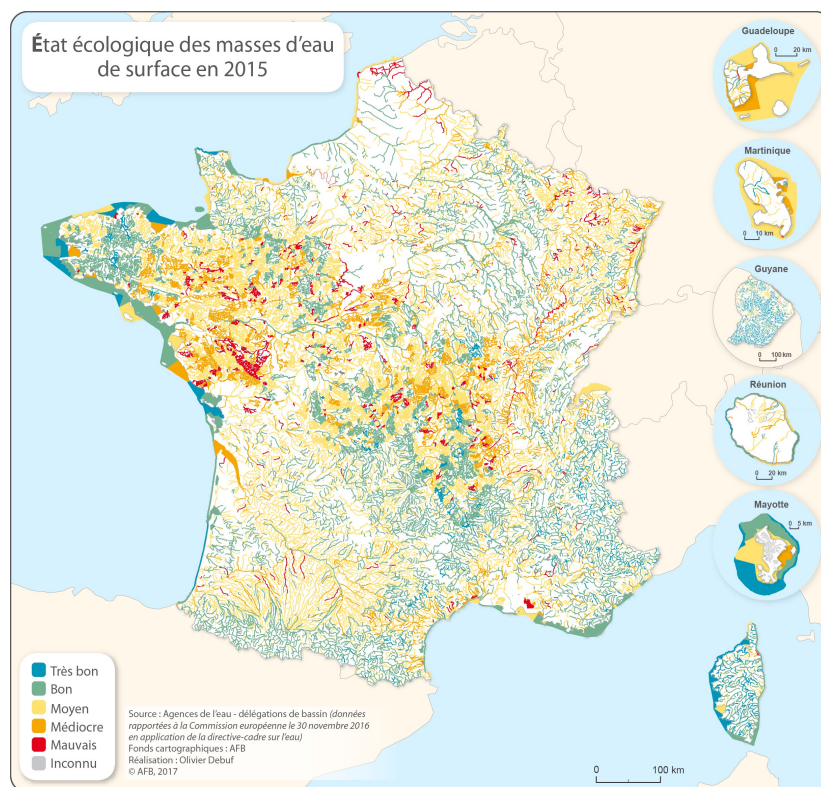 État écologique des masses d'eau
de surface en 2015
Guadeloupe
0 20 km
Martinique
0 10 km
Guyane
0 100 km
Réunion
0 20 km
Mayotte
0 5 km
Très bon
Bon
Moyen
Médiocre
Mauvais
Inconnu
Source : Agences de l'eau - délégations de bassin (données
rapportées à la Commission européenne le 30 novembre 2016
en application de la directive-cadre sur l'eau)
Fonds cartographiques : AFB
Réalisation : Olivier Debuf
© AFB, 2017
0 100 km